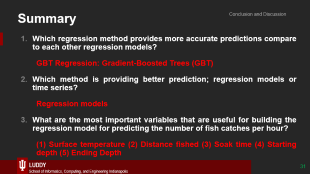 Conclusion and Discussion
Summary
1. Which regression method provides more accurate predictions compare
to each other regression models?
GBT Regression: Gradient-Boosted Trees (GBT)
2. Which method is providing better prediction; regression models or
time series?
Regression models
3. What are the most important variables that are useful for building the
regression model for predicting the number of fish catches per hour?
(1) Surface temperature (2) Distance fished (3) Soak time (4) Starting
depth (5) Ending Depth
LUDDY
School of Informatics, Computing, and Engineering Indianapolis
31